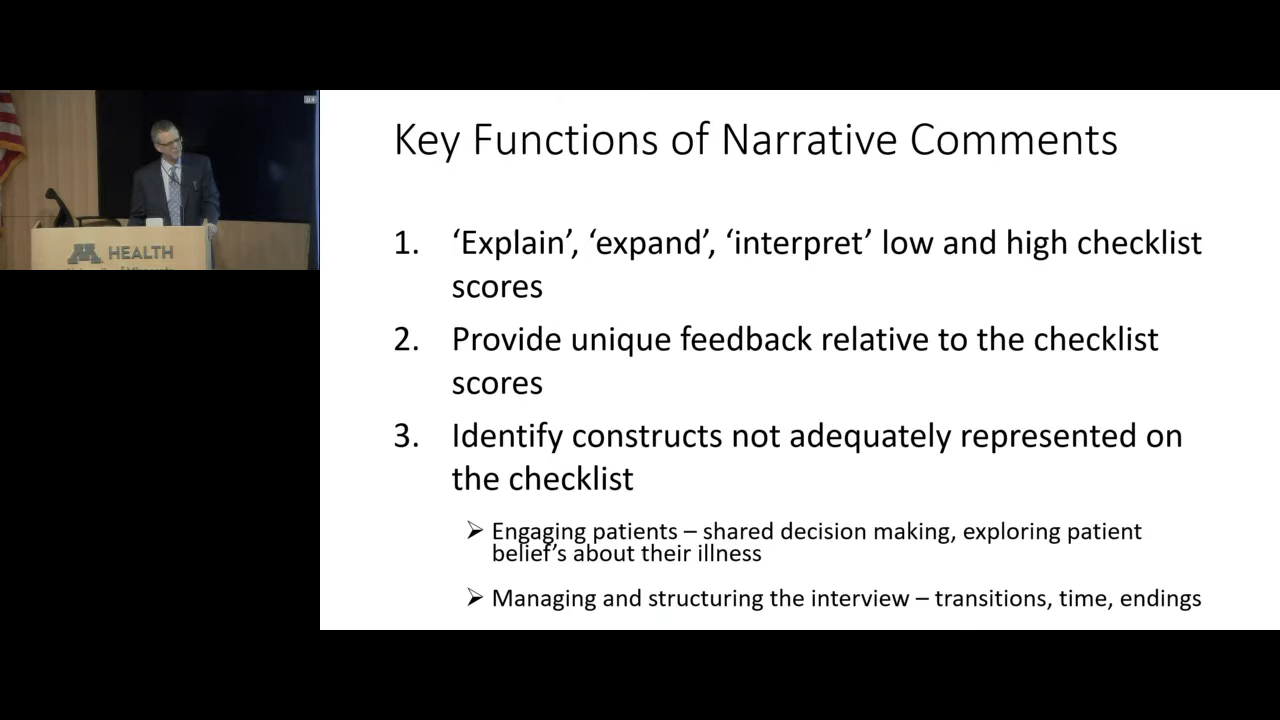 Key Functions of Narrative Comments
1. ‘Explain’, ‘expand’, ‘interpret’ low and high checklist
scores
2. Provide unique feedback relative to the checklist
scores
3. Identify constructs not adequately represented on
the checklist
➢ Engaging patients – shared decision making, exploring patient
belief’s about their illness
➢ Managing and structuring the interview – transitions, time, endings
M HEALTH